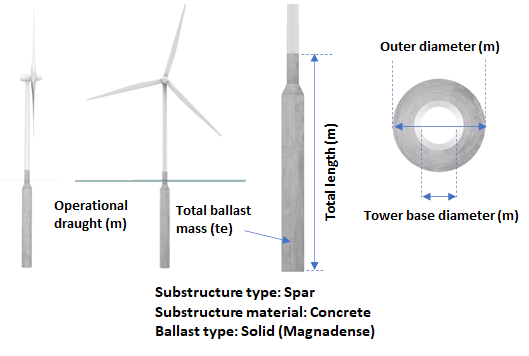 Outer diameter (m)
Total length (m)
Operational
draught (m)
Total ballast
mass (te)
Tower base diameter (m)
Substructure type: Spar
Substructure material: Concrete
Ballast type: Solid (Magnadense)